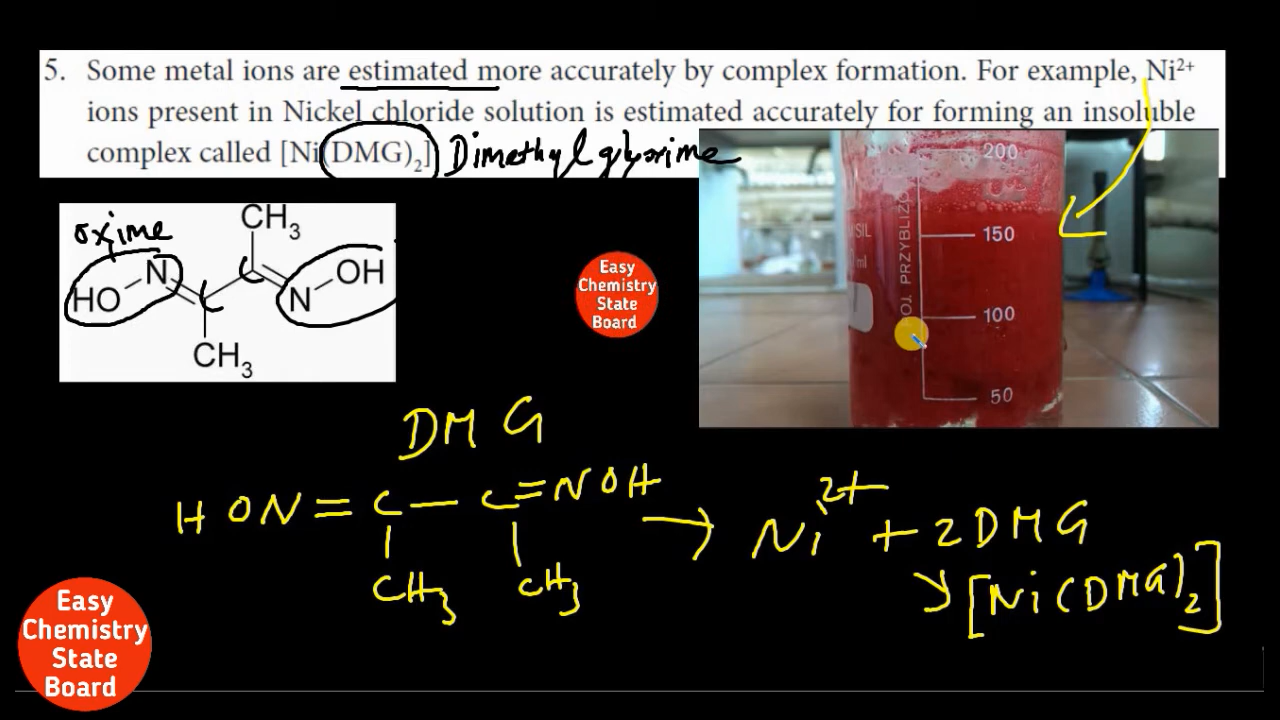 5. Some metal ions are estimated more accurately by complex formation. For example, Ni²⁺
ions present in Nickel chloride solution is estimated accurately for forming an insoluble
complex called [Ni(DMG)₂] Dimethylglyoxime
oxime
CH₃
HO N
N OH
CH₃
Easy
Chemistry
State
Board
200
150
100
50
SIL
ml
PRZYBLIŻO
DMG
HON=C—C=NOH → Ni²⁺ + 2DMG
CH₃ CH₃
[Ni(DMG)₂]
Easy
Chemistry
State
Board